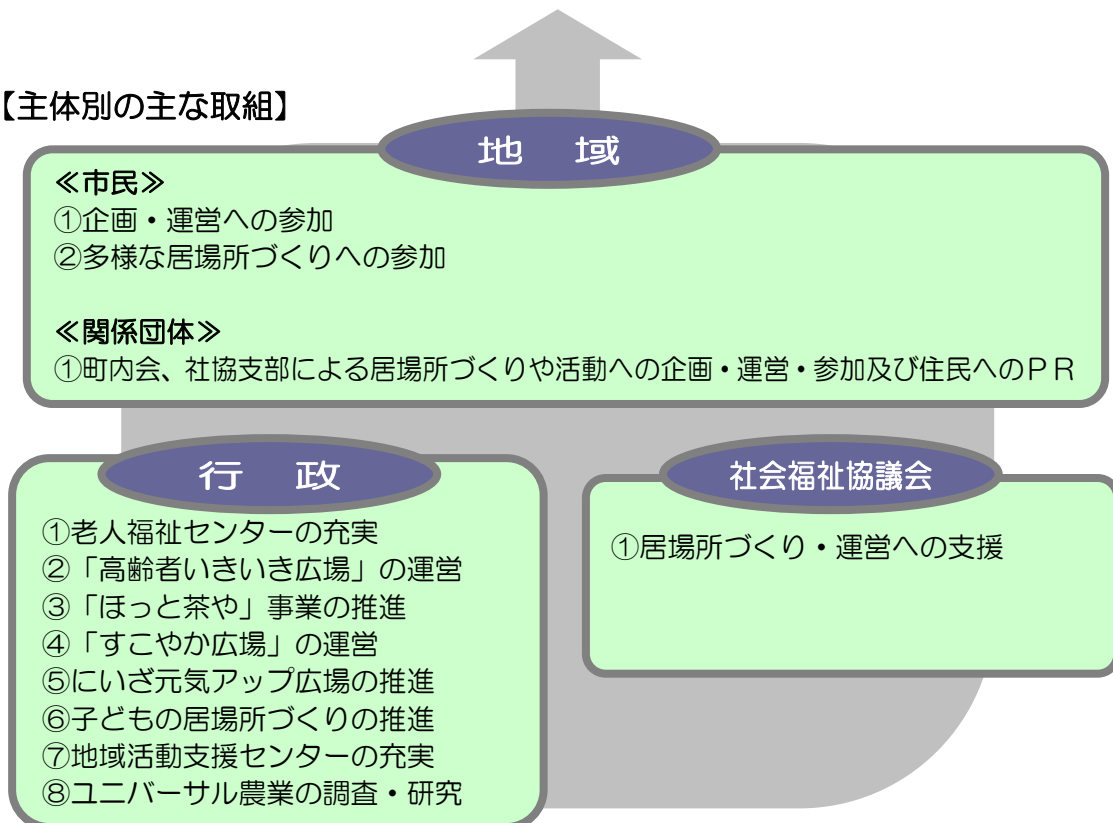 【主体別の主な取組】
地　域
≪市民≫
①企画・運営への参加
②多様な居場所づくりへの参加
≪関係団体≫
①町内会、社協支部による居場所づくりや活動への企画・運営・参加及び住民へのＰＲ
行　政
①老人福祉センターの充実
②「高齢者いきいき広場」の運営
③「ほっと茶や」事業の推進
④「すこやか広場」の運営
⑤にいざ元気アップ広場の推進
⑥子どもの居場所づくりの推進
⑦地域活動支援センターの充実
⑧ユニバーサル農業の調査・研究
社会福祉協議会
①居場所づくり・運営への支援